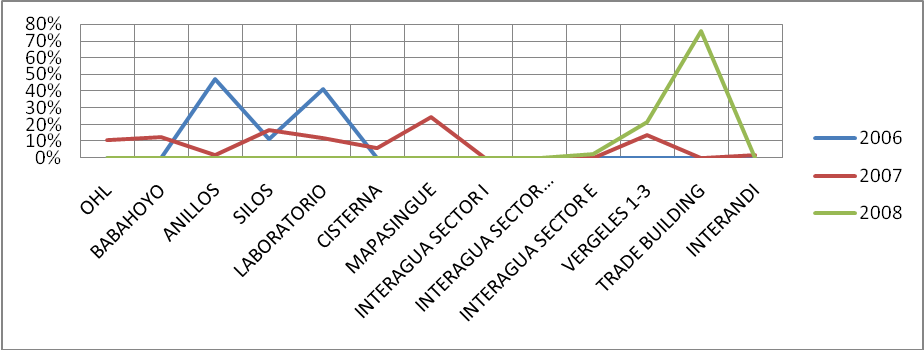 80%
70%
60%
50%
40%
30%
20%
10%
0%
OHL
BABAHOYO
ANILLOS
SILOS
LABORATORIO
CISTERNA
MAPASINGUE
INTERAGUA SECTOR I
INTERAGUA SECTOR...
INTERAGUA SECTOR E
VERGELES 1-3
TRADE BUILDING
INTERANDI
2006
2007
2008